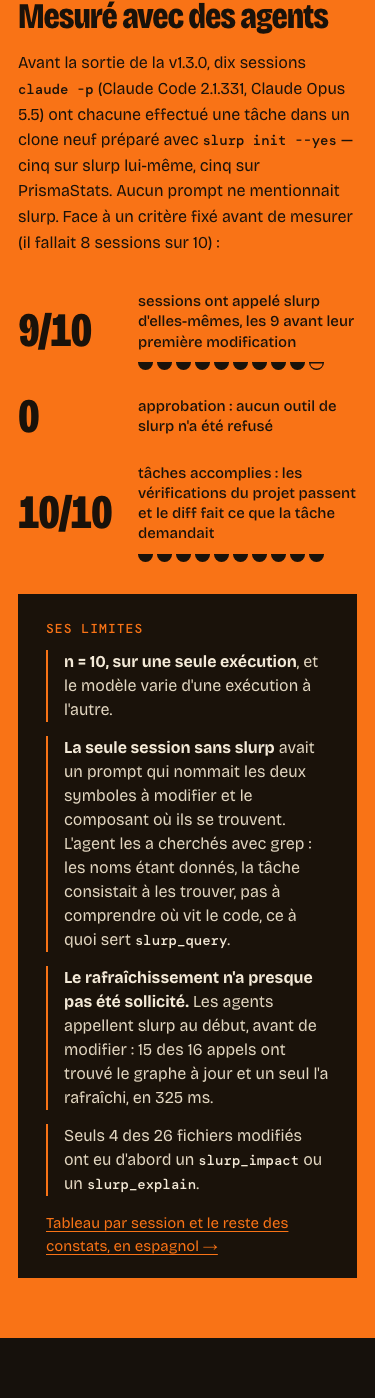 Mesuré avec des agents
Avant la sortie de la v1.3.0, dix sessions
claude -p (Claude Code 2.1.331, Claude Opus
5.5) ont chacune effectué une tâche dans un
clone neuf préparé avec slurp init --yes —
cinq sur slurp lui-même, cinq sur
PrismaStats. Aucun prompt ne mentionnait
slurp. Face à un critère fixé avant de mesurer
(il fallait 8 sessions sur 10) :
9/10
sessions ont appelé slurp
d'elles-mêmes, les 9 avant leur
première modification
0
approbation : aucun outil de
slurp n'a été refusé
10/10
tâches accomplies : les
vérifications du projet passent
et le diff fait ce que la tâche
demandait
SES LIMITES
n = 10, sur une seule exécution, et
le modèle varie d'une exécution à
l'autre.
La seule session sans slurp avait
un prompt qui nommait les deux
symboles à modifier et le
composant où ils se trouvent.
L'agent les a cherchés avec grep :
les noms étant donnés, la tâche
consistait à les trouver, pas à
comprendre où vit le code, ce à
quoi sert slurp_query.
Le rafraîchissement n'a presque
pas été sollicité. Les agents
appellent slurp au début, avant de
modifier : 15 des 16 appels ont
trouvé le graphe à jour et un seul l'a
rafraîchi, en 325 ms.
Seuls 4 des 26 fichiers modifiés
ont eu d'abord un slurp_impact ou
un slurp_explain.
Tableau par session et le reste des
constats, en espagnol →